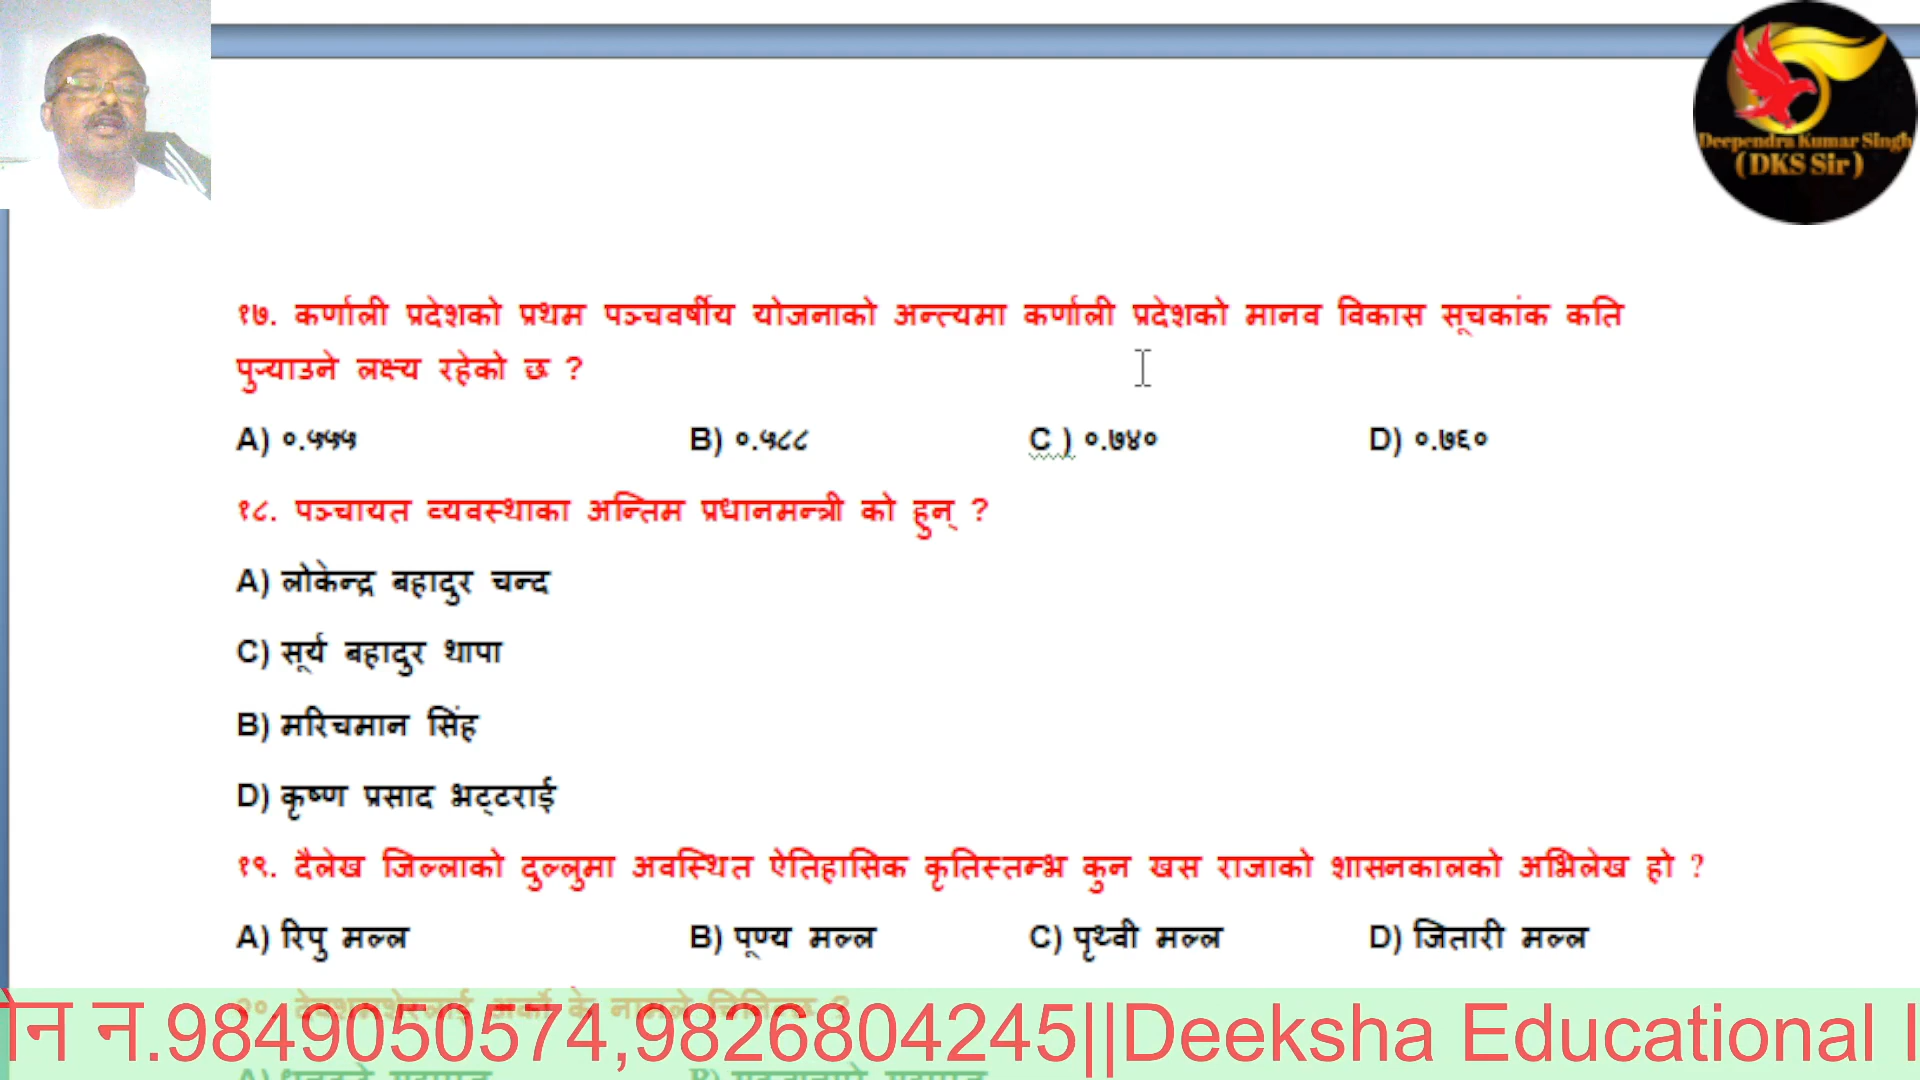 Deependra Kumar Singh
(DKS Sir)
१७. कर्णाली प्रदेशको प्रथम पञ्चवर्षीय योजनाको अन्त्यमा कर्णाली प्रदेशको मानव विकास सूचकांक कति
पुऱ्याउने लक्ष्य रहेको छ ?
A) ०.५५५ B) ०.५८८ C ) ०.७४० D) ०.७६०
१८. पञ्चायत व्यवस्थाका अन्तिम प्रधानमन्त्री को हुन् ?
A) लोकेन्द्र बहादुर चन्द
C) सूर्य बहादुर थापा
B) मरिचमान सिंह
D) कृष्ण प्रसाद भट्टराई
१९. दैलेख जिल्लाको दुल्लुमा अवस्थित ऐतिहासिक कृतिस्तम्भ कुन खस राजाको शासनकालको अभिलेख हो ?
A) रिपु मल्ल B) पूण्य मल्ल C) पृथ्वी मल्ल D) जितारी मल्ल
न.9849050574,9826804245||Deeksha Educational